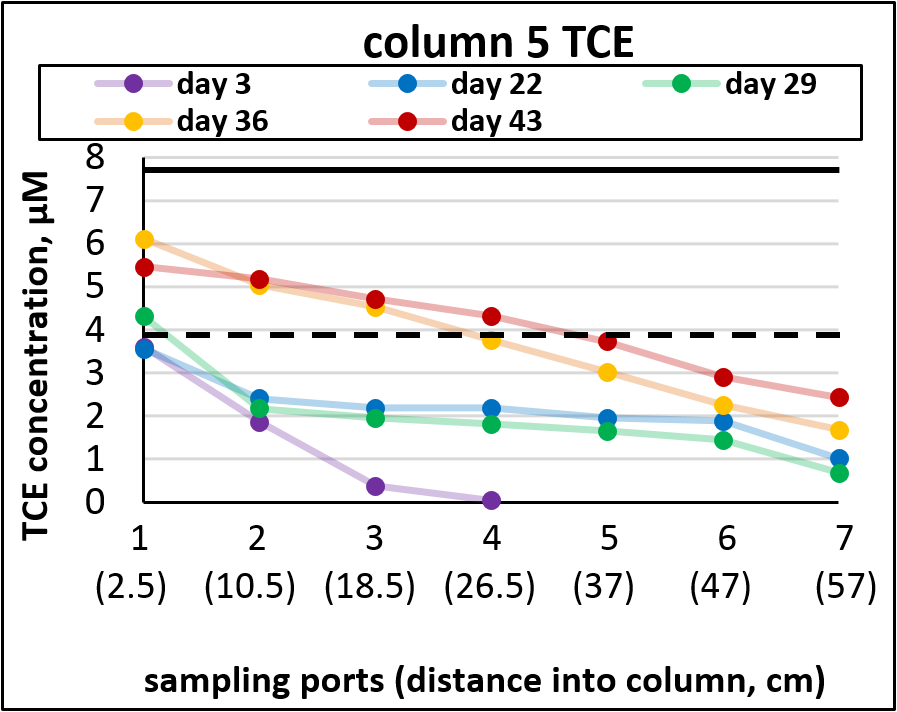 column 5 TCE
day 3 day 22 day 29
day 36 day 43
TCE concentration, µM
8
7
6
5
4
3
2
1
0
1 2 3 4 5 6 7
(2.5) (10.5) (18.5) (26.5) (37) (47) (57)
sampling ports (distance into column, cm)